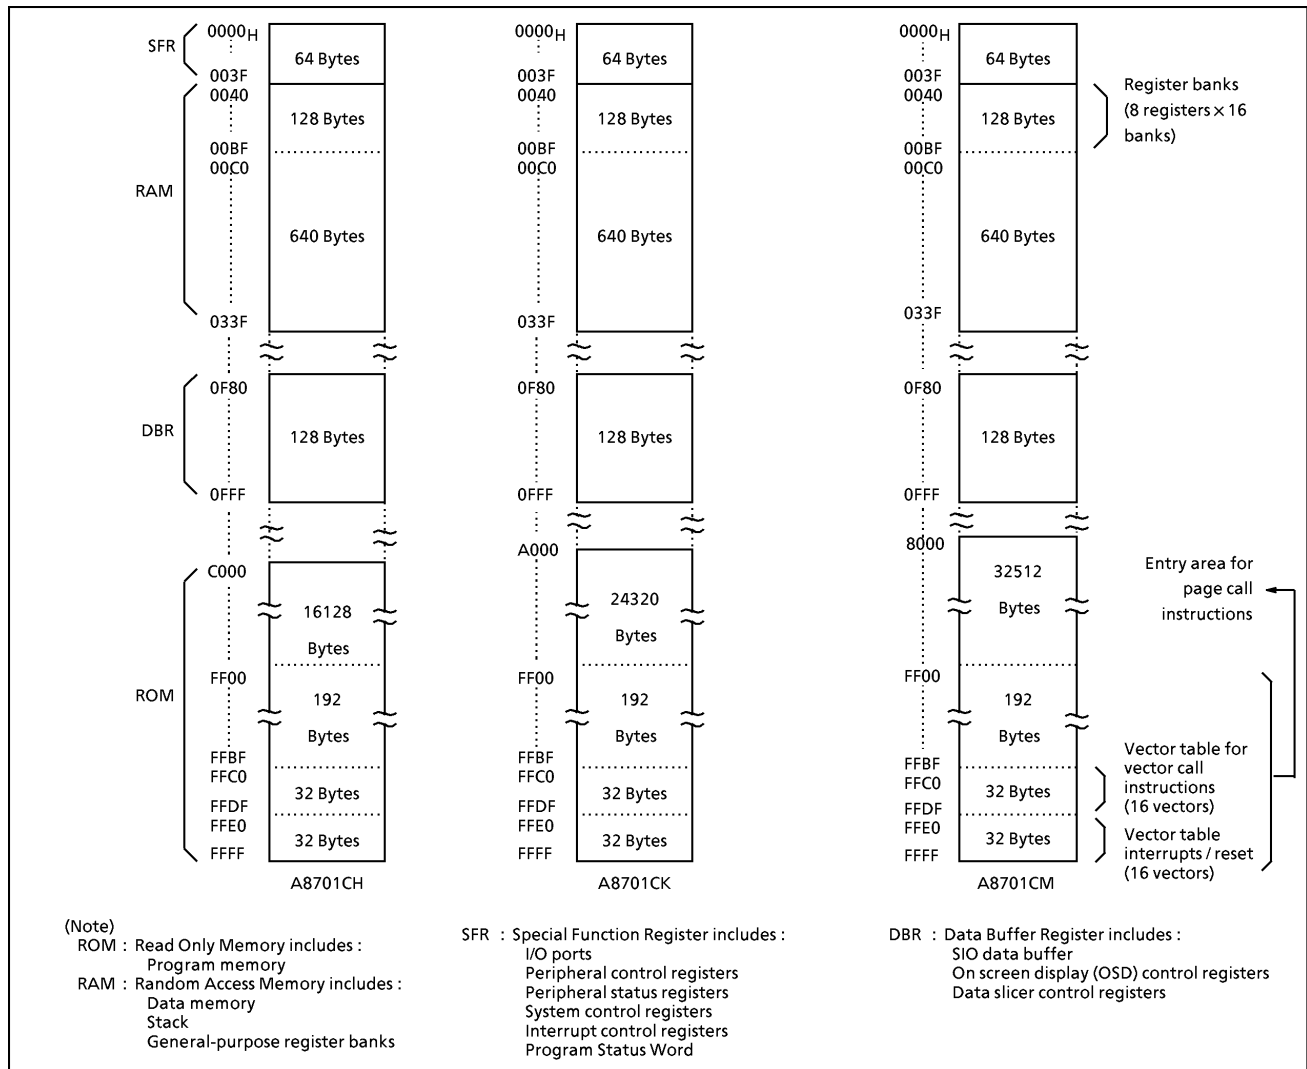 SFR
RAM
DBR
ROM
0000H
003F
0040
00BF
00C0
033F
0F80
0FFF
C000
FF00
FFBF
FFC0
FFDF
FFE0
FFFF
64 Bytes
128 Bytes
640 Bytes
128 Bytes
16128
Bytes
192
Bytes
32 Bytes
32 Bytes
A8701CH
0000H
003F
0040
00BF
00C0
033F
0F80
0FFF
A000
FF00
FFBF
FFC0
FFDF
FFE0
FFFF
64 Bytes
128 Bytes
640 Bytes
128 Bytes
24320
Bytes
192
Bytes
32 Bytes
32 Bytes
A8701CK
0000H
003F
0040
00BF
00C0
033F
0F80
0FFF
8000
FF00
FFBF
FFC0
FFDF
FFE0
FFFF
64 Bytes
128 Bytes
640 Bytes
128 Bytes
32512
Bytes
192
Bytes
32 Bytes
32 Bytes
A8701CM
Register banks
(8 registers × 16
banks)
Entry area for
page call
instructions
Vector table for
vector call
instructions
(16 vectors)
Vector table
interrupts / reset
(16 vectors)
(Note)
ROM : Read Only Memory includes :
Program memory
RAM : Random Access Memory includes :
Data memory
Stack
General-purpose register banks
SFR : Special Function Register includes :
I/O ports
Peripheral control registers
Peripheral status registers
System control registers
Interrupt control registers
Program Status Word
DBR : Data Buffer Register includes :
SIO data buffer
On screen display (OSD) control registers
Data slicer control registers